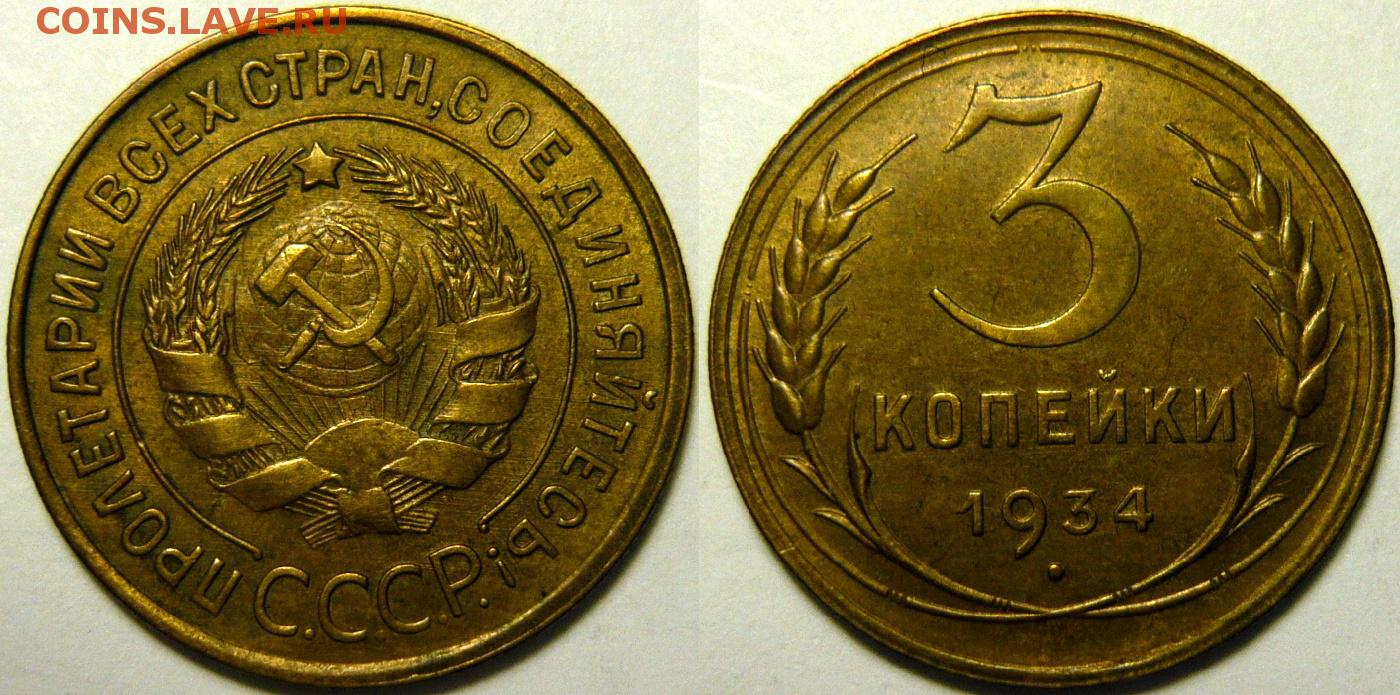 COINS.LAVE.RU
ПРОЛЕТАРИИ ВСЕХ СТРАН, СОЕДИНЯЙТЕСЬ!
С.С.С.Р.
3
КОПЕЙКИ
1934